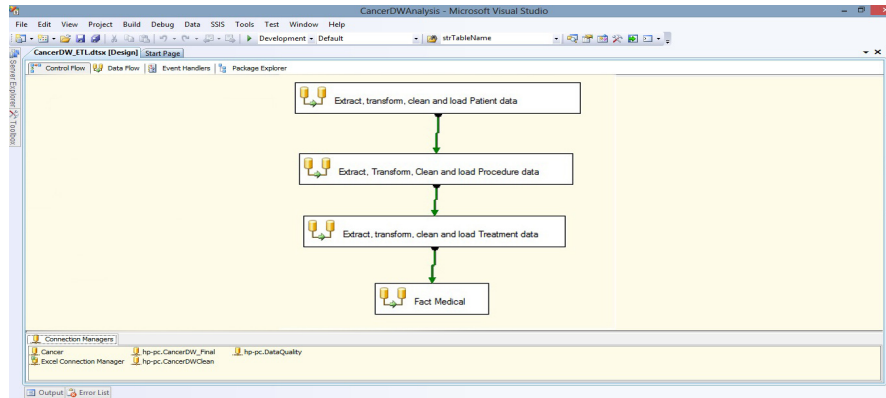 CancerDWAnalysis - Microsoft Visual Studio
File Edit View Project Build Debug Data SSIS Tools Test Window Help
Development Default strTableName
CancerDW_ETL.dtsx [Design] Start Page
Control Flow Data Flow Event Handlers Package Explorer
Server Explorer
Toolbox
Extract, transform, clean and load Patient data
Extract, Transform, Clean and load Procedure data
Extract, transform, clean and load Treatment data
Fact Medical
Connection Managers
Cancer hp-pc.CancerDW_Final hp-pc.DataQuality
Excel Connection Manager hp-pc.CancerDWClean
Output Error List